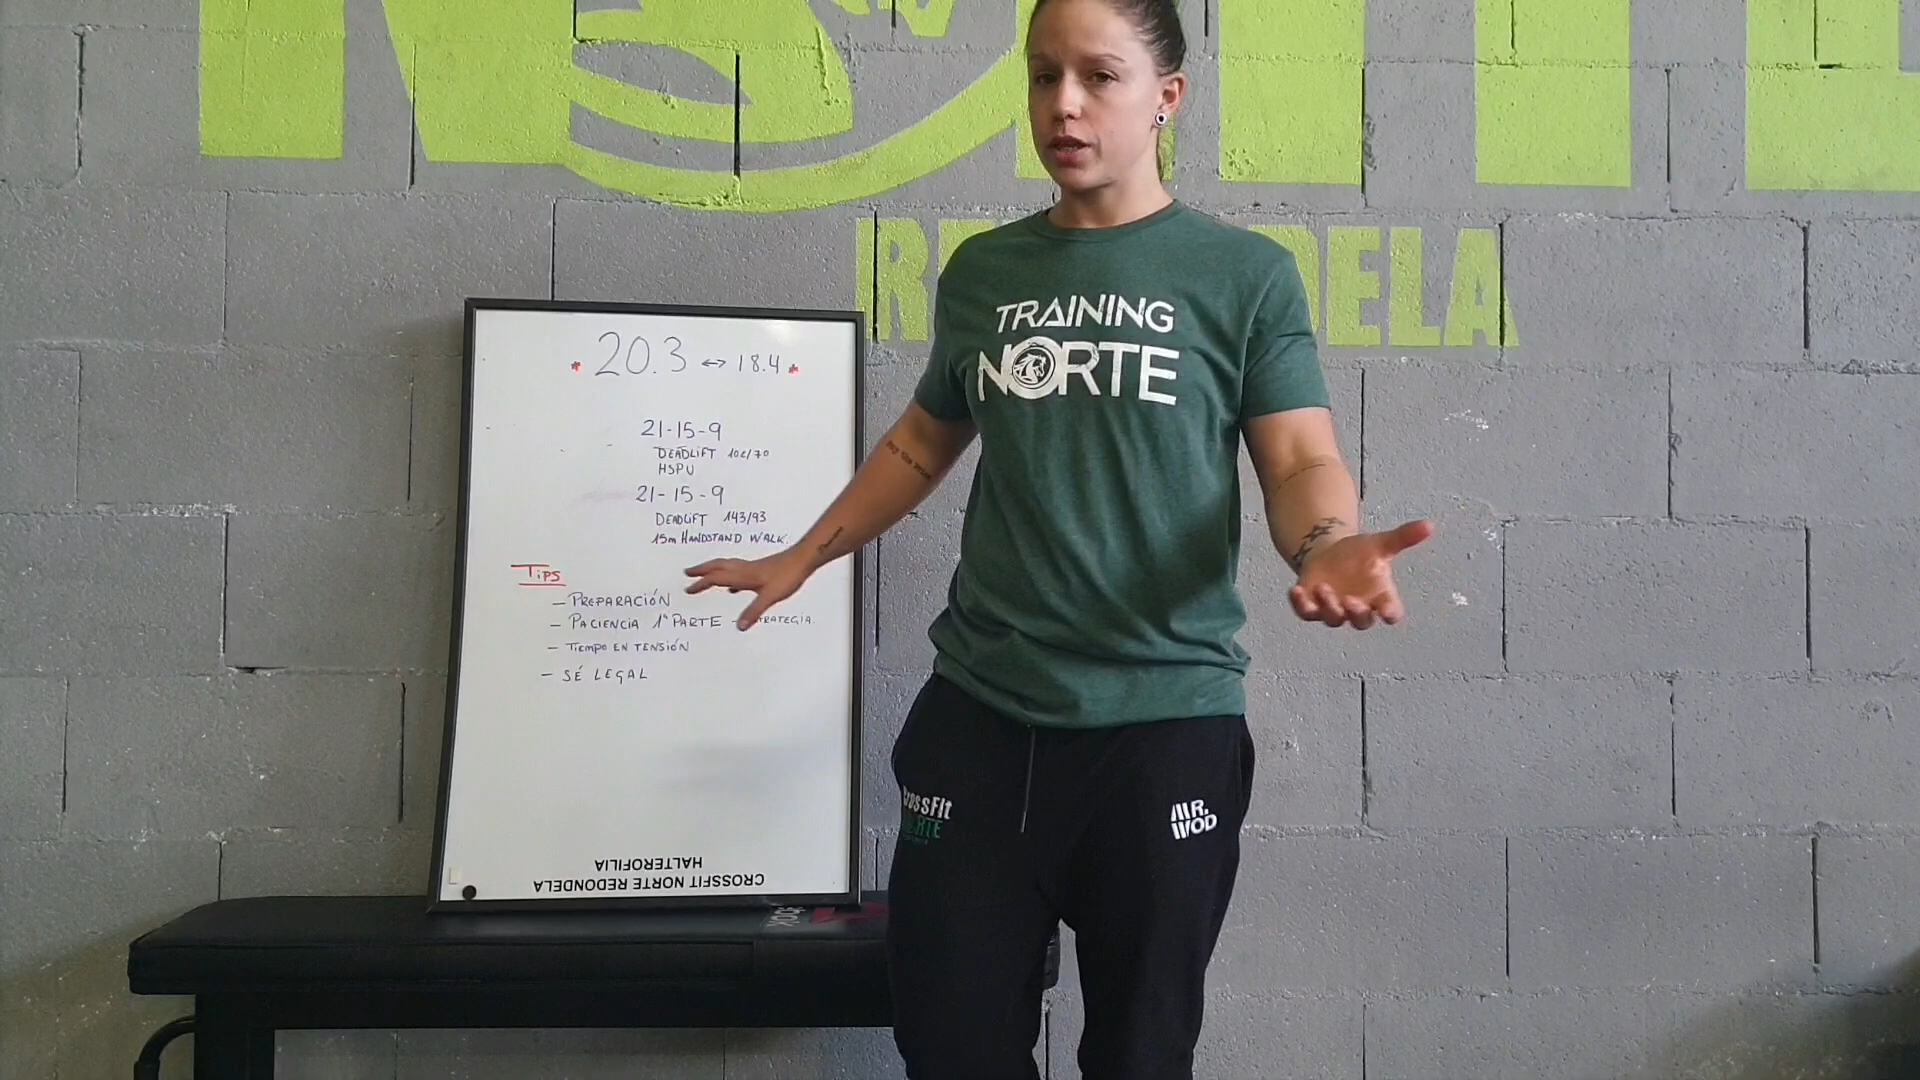 REDONDELA
* 20.3 ↔ 18.4 *
21-15-9
DEADLIFT 102/70
HSPU
21-15-9
DEADLIFT 143/93
15m HANDSTAND WALK.
TiPS
- PREPARACIÓN
- PACIENCIA 1ª PARTE -
- TIEMPO EN TENSIÓN
- SÉ LEGAL
CROSSFIT NORTE REDONDELA
HALTEROFILIA
TRAINING
NORTE
CROSSFIT
NORTE
MR.
WOD